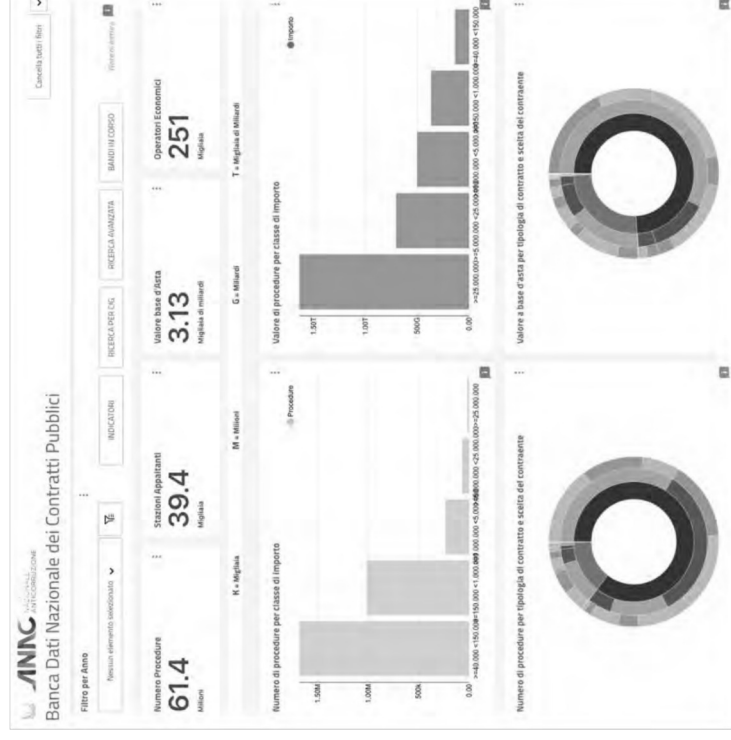 ANAC
ANTICORRUZIONE
Banca Dati Nazionale dei Contratti Pubblici
Cancella tutti i filtri
Filtro per Anno
Nessun elemento selezionato
INDICATORI
RICERCA PER CIG
RICERCA AVANZATA
BANDI IN CORSO
Numero Procedure
61.4
Milioni
Stazioni Appaltanti
39.4
Migliaia
Valore base d'Asta
3.13
Migliaia di miliardi
Operatori Economici
251
Migliaia
K = Migliaia
M = Milioni
G = Miliardi
T = Migliaia di Miliardi
Numero di procedure per classe di importo
Procedure
1.50M
1.00M
500k
0.00
Valore di procedure per classe di importo
Importo
1.50T
1.00T
500G
0.00
Numero di procedure per tipologia di contratto e scelta del contraente
Valore a base d'asta per tipologia di contratto e scelta del contraente